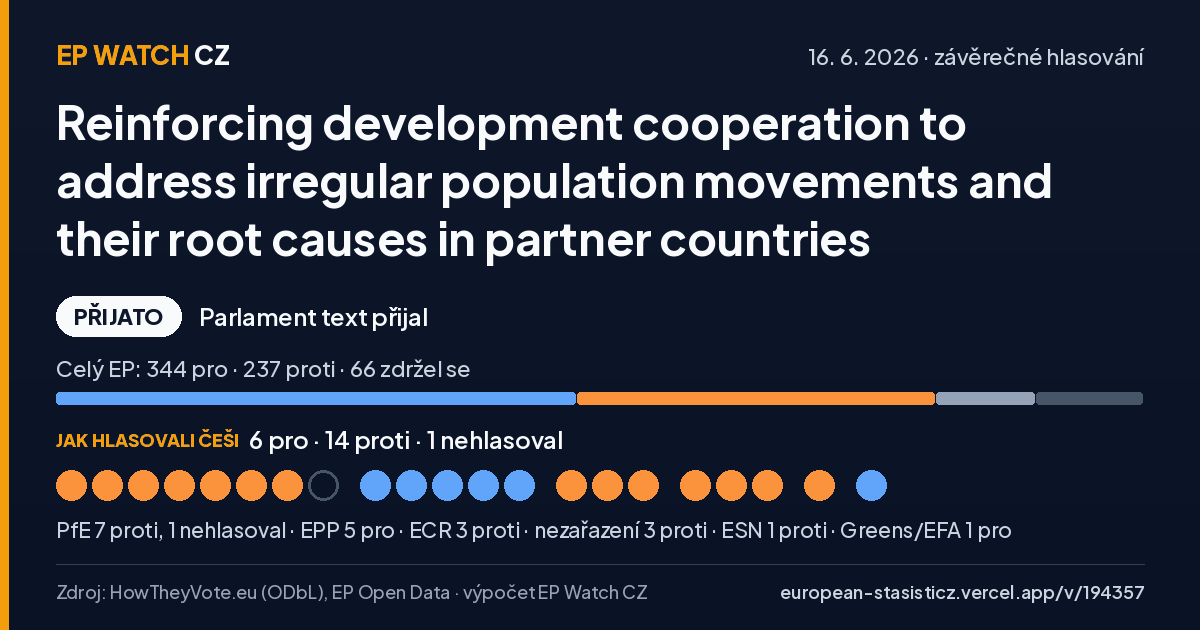 EP WATCH CZ
16. 6. 2026 · závěrečné hlasování
Reinforcing development cooperation to
address irregular population movements and
their root causes in partner countries
PŘIJATO Parlament text přijal
Celý EP: 344 pro · 237 proti · 66 zdržel se
JAK HLASOVALI ČEŠI 6 pro · 14 proti · 1 nehlasoval
PfE 7 proti, 1 nehlasoval · EPP 5 pro · ECR 3 proti · nezařazení 3 proti · ESN 1 proti · Greens/EFA 1 pro
Zdroj: HowTheyVote.eu (ODbL), EP Open Data · výpočet EP Watch CZ
european-stasisticz.vercel.app/v/194357